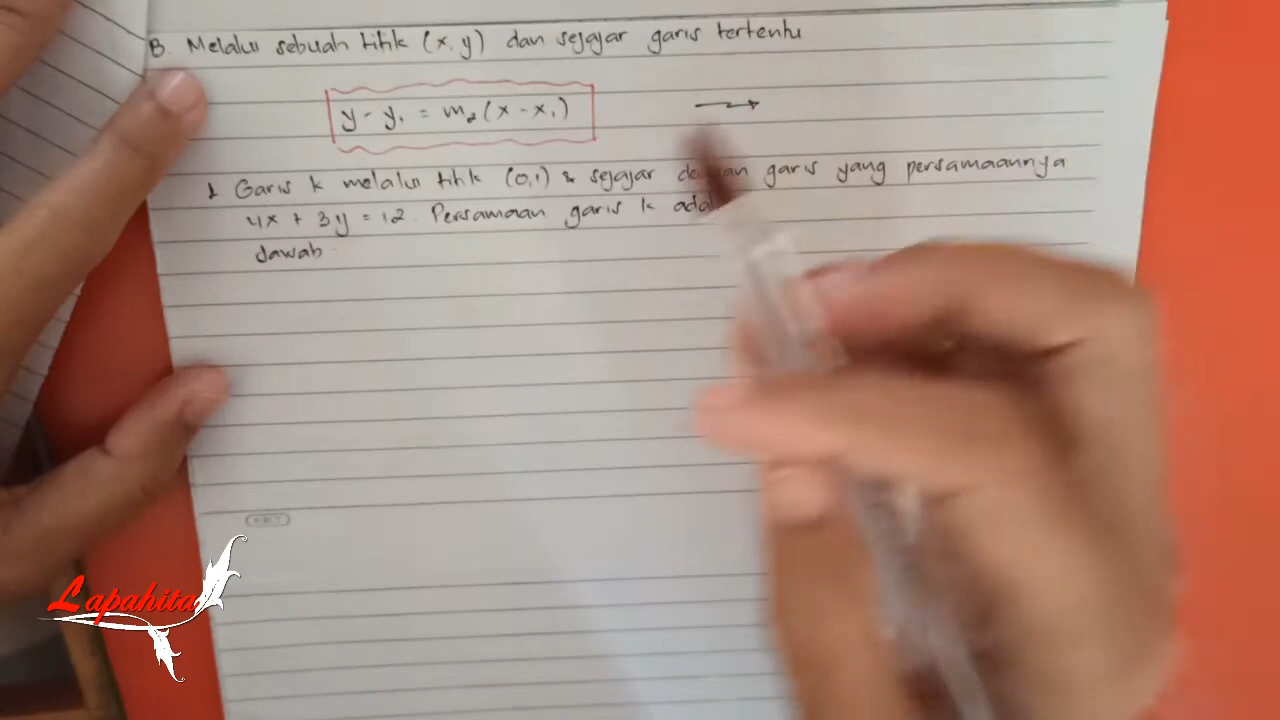 B. Melalui sebuah titik (x, y) dan sejajar garis tertentu
y - y₁ = m₂ (x - x₁)
1 Garis k melalui titik (0,1) & sejajar dengan garis yang persamaannya
4x + 3y = 12. Persamaan garis k
Jawab
Lapahita